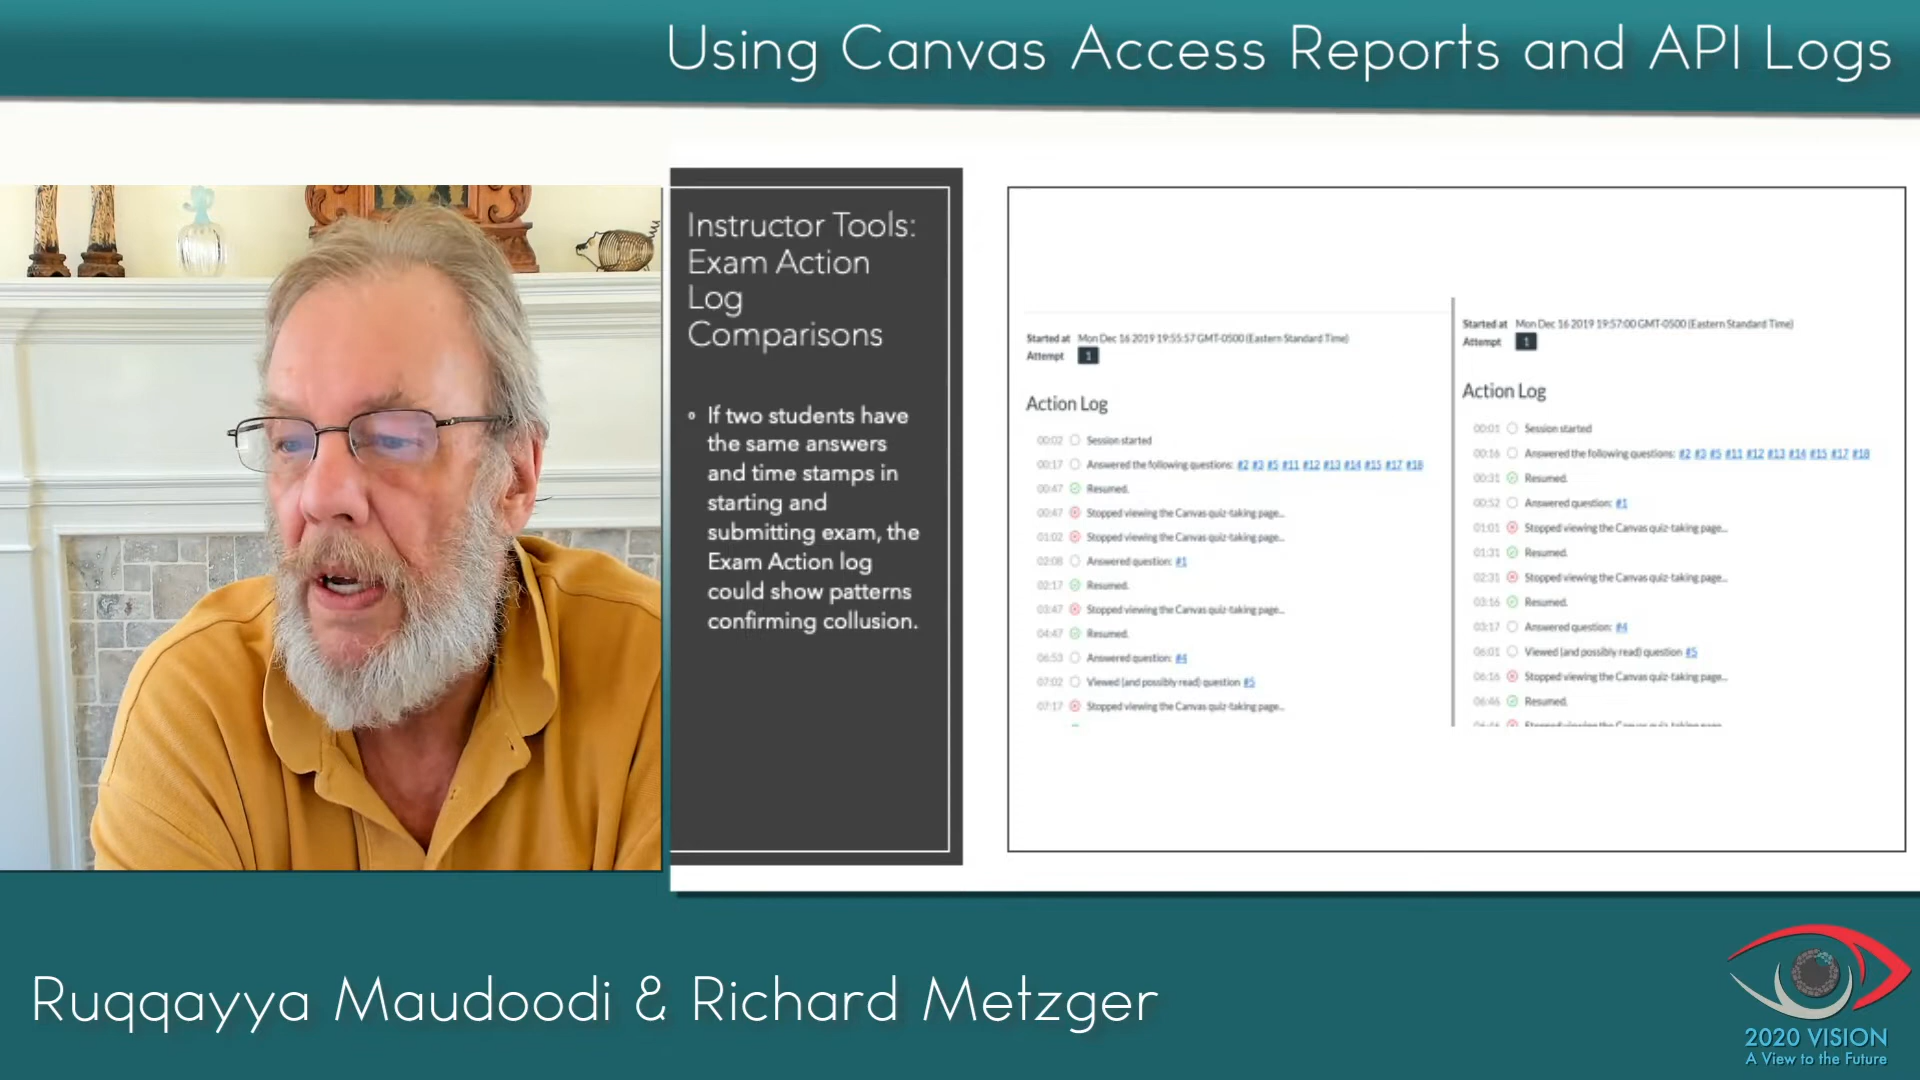 Using Canvas Access Reports and API Logs
Instructor Tools:
Exam Action
Log
Comparisons
If two students have
the same answers
and time stamps in
starting and
submitting exam, the
Exam Action log
could show patterns
confirming collusion.
Started at Mon Dec 16 2019 19:55:57 GMT-0500 (Eastern Standard Time)
Attempt 1
Action Log
00:02 Session started
00:17 Answered the following questions: #2 #3 #5 #11 #12 #13 #14 #15 #17 #18
00:47 Resumed.
00:47 Stopped viewing the Canvas quiz-taking page...
01:02 Stopped viewing the Canvas quiz-taking page...
02:08 Answered question: #1
02:17 Resumed.
03:47 Stopped viewing the Canvas quiz-taking page...
04:47 Resumed.
06:53 Answered question: #4
07:02 Viewed (and possibly read) question #5
07:17 Stopped viewing the Canvas quiz-taking page...
Started at Mon Dec 16 2019 19:57:00 GMT-0500 (Eastern Standard Time)
Attempt 1
Action Log
00:01 Session started
00:16 Answered the following questions: #2 #3 #5 #11 #12 #13 #14 #15 #17 #18
00:31 Resumed.
00:52 Answered question: #1
01:01 Stopped viewing the Canvas quiz-taking page...
01:31 Resumed.
02:31 Stopped viewing the Canvas quiz-taking page...
03:16 Resumed.
03:17 Answered question: #4
06:01 Viewed (and possibly read) question #5
06:16 Stopped viewing the Canvas quiz-taking page...
06:46 Resumed.
Ruqqayya Maudoodi & Richard Metzger
2020 VISION
A View to the Future